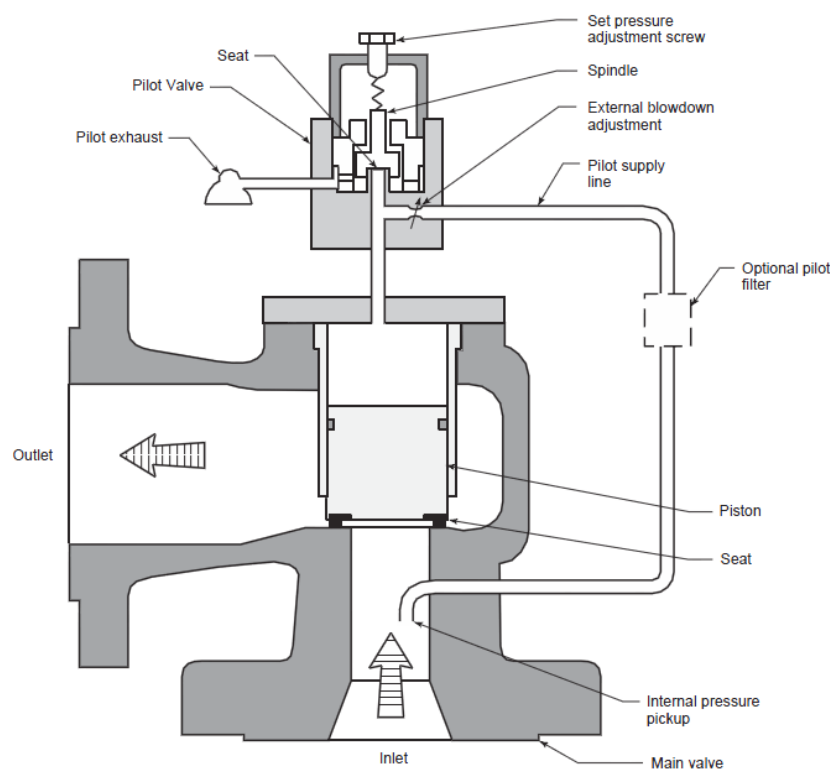 Set pressure
adjustment screw
Seat
Spindle
Pilot Valve
External blowdown
adjustment
Pilot exhaust
Pilot supply
line
Optional pilot
filter
Outlet
Piston
Seat
Internal pressure
pickup
Inlet
Main valve